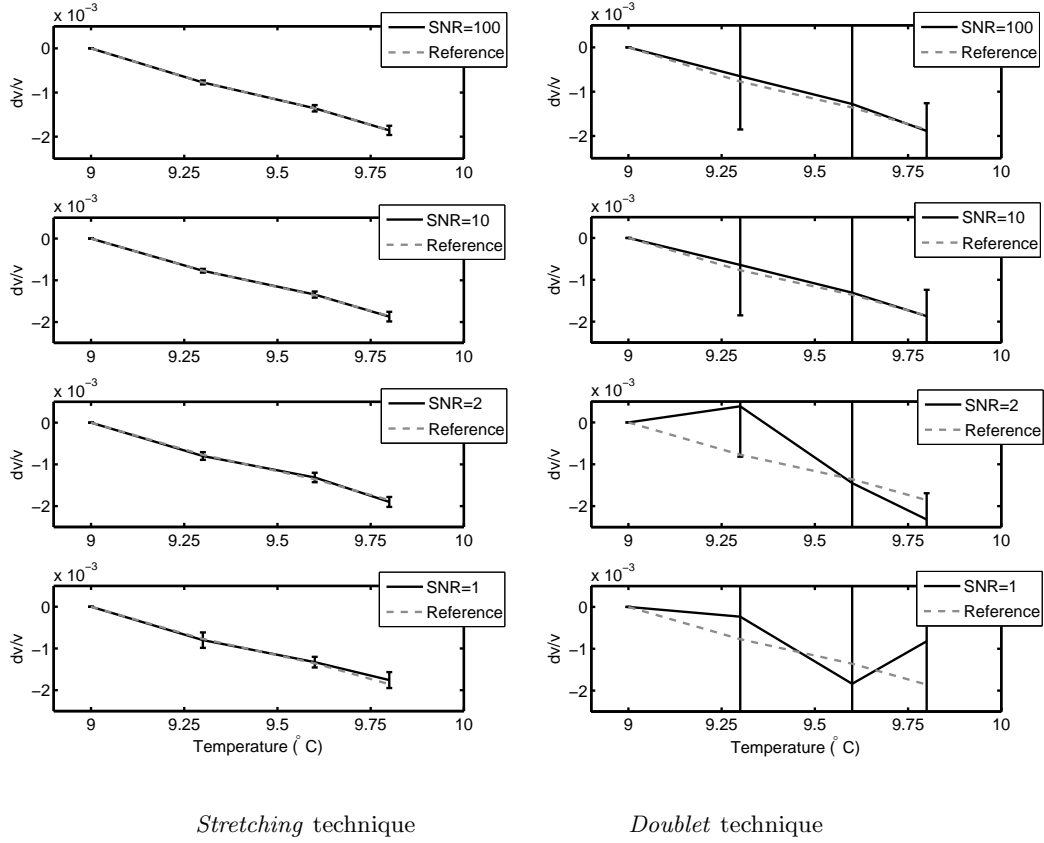 x 10⁻³
SNR=100
Reference
0
−1
−2
dv/v
9 9.25 9.5 9.75 10
x 10⁻³
SNR=100
Reference
0
−1
−2
dv/v
9 9.25 9.5 9.75 10
x 10⁻³
SNR=10
Reference
0
−1
−2
dv/v
9 9.25 9.5 9.75 10
x 10⁻³
SNR=10
Reference
0
−1
−2
dv/v
9 9.25 9.5 9.75 10
x 10⁻³
SNR=2
Reference
0
−1
−2
dv/v
9 9.25 9.5 9.75 10
x 10⁻³
SNR=2
Reference
0
−1
−2
dv/v
9 9.25 9.5 9.75 10
x 10⁻³
SNR=1
Reference
0
−1
−2
dv/v
9 9.25 9.5 9.75 10
Temperature (° C)
x 10⁻³
SNR=1
Reference
0
−1
−2
dv/v
9 9.25 9.5 9.75 10
Temperature (° C)
Stretching technique
Doublet technique